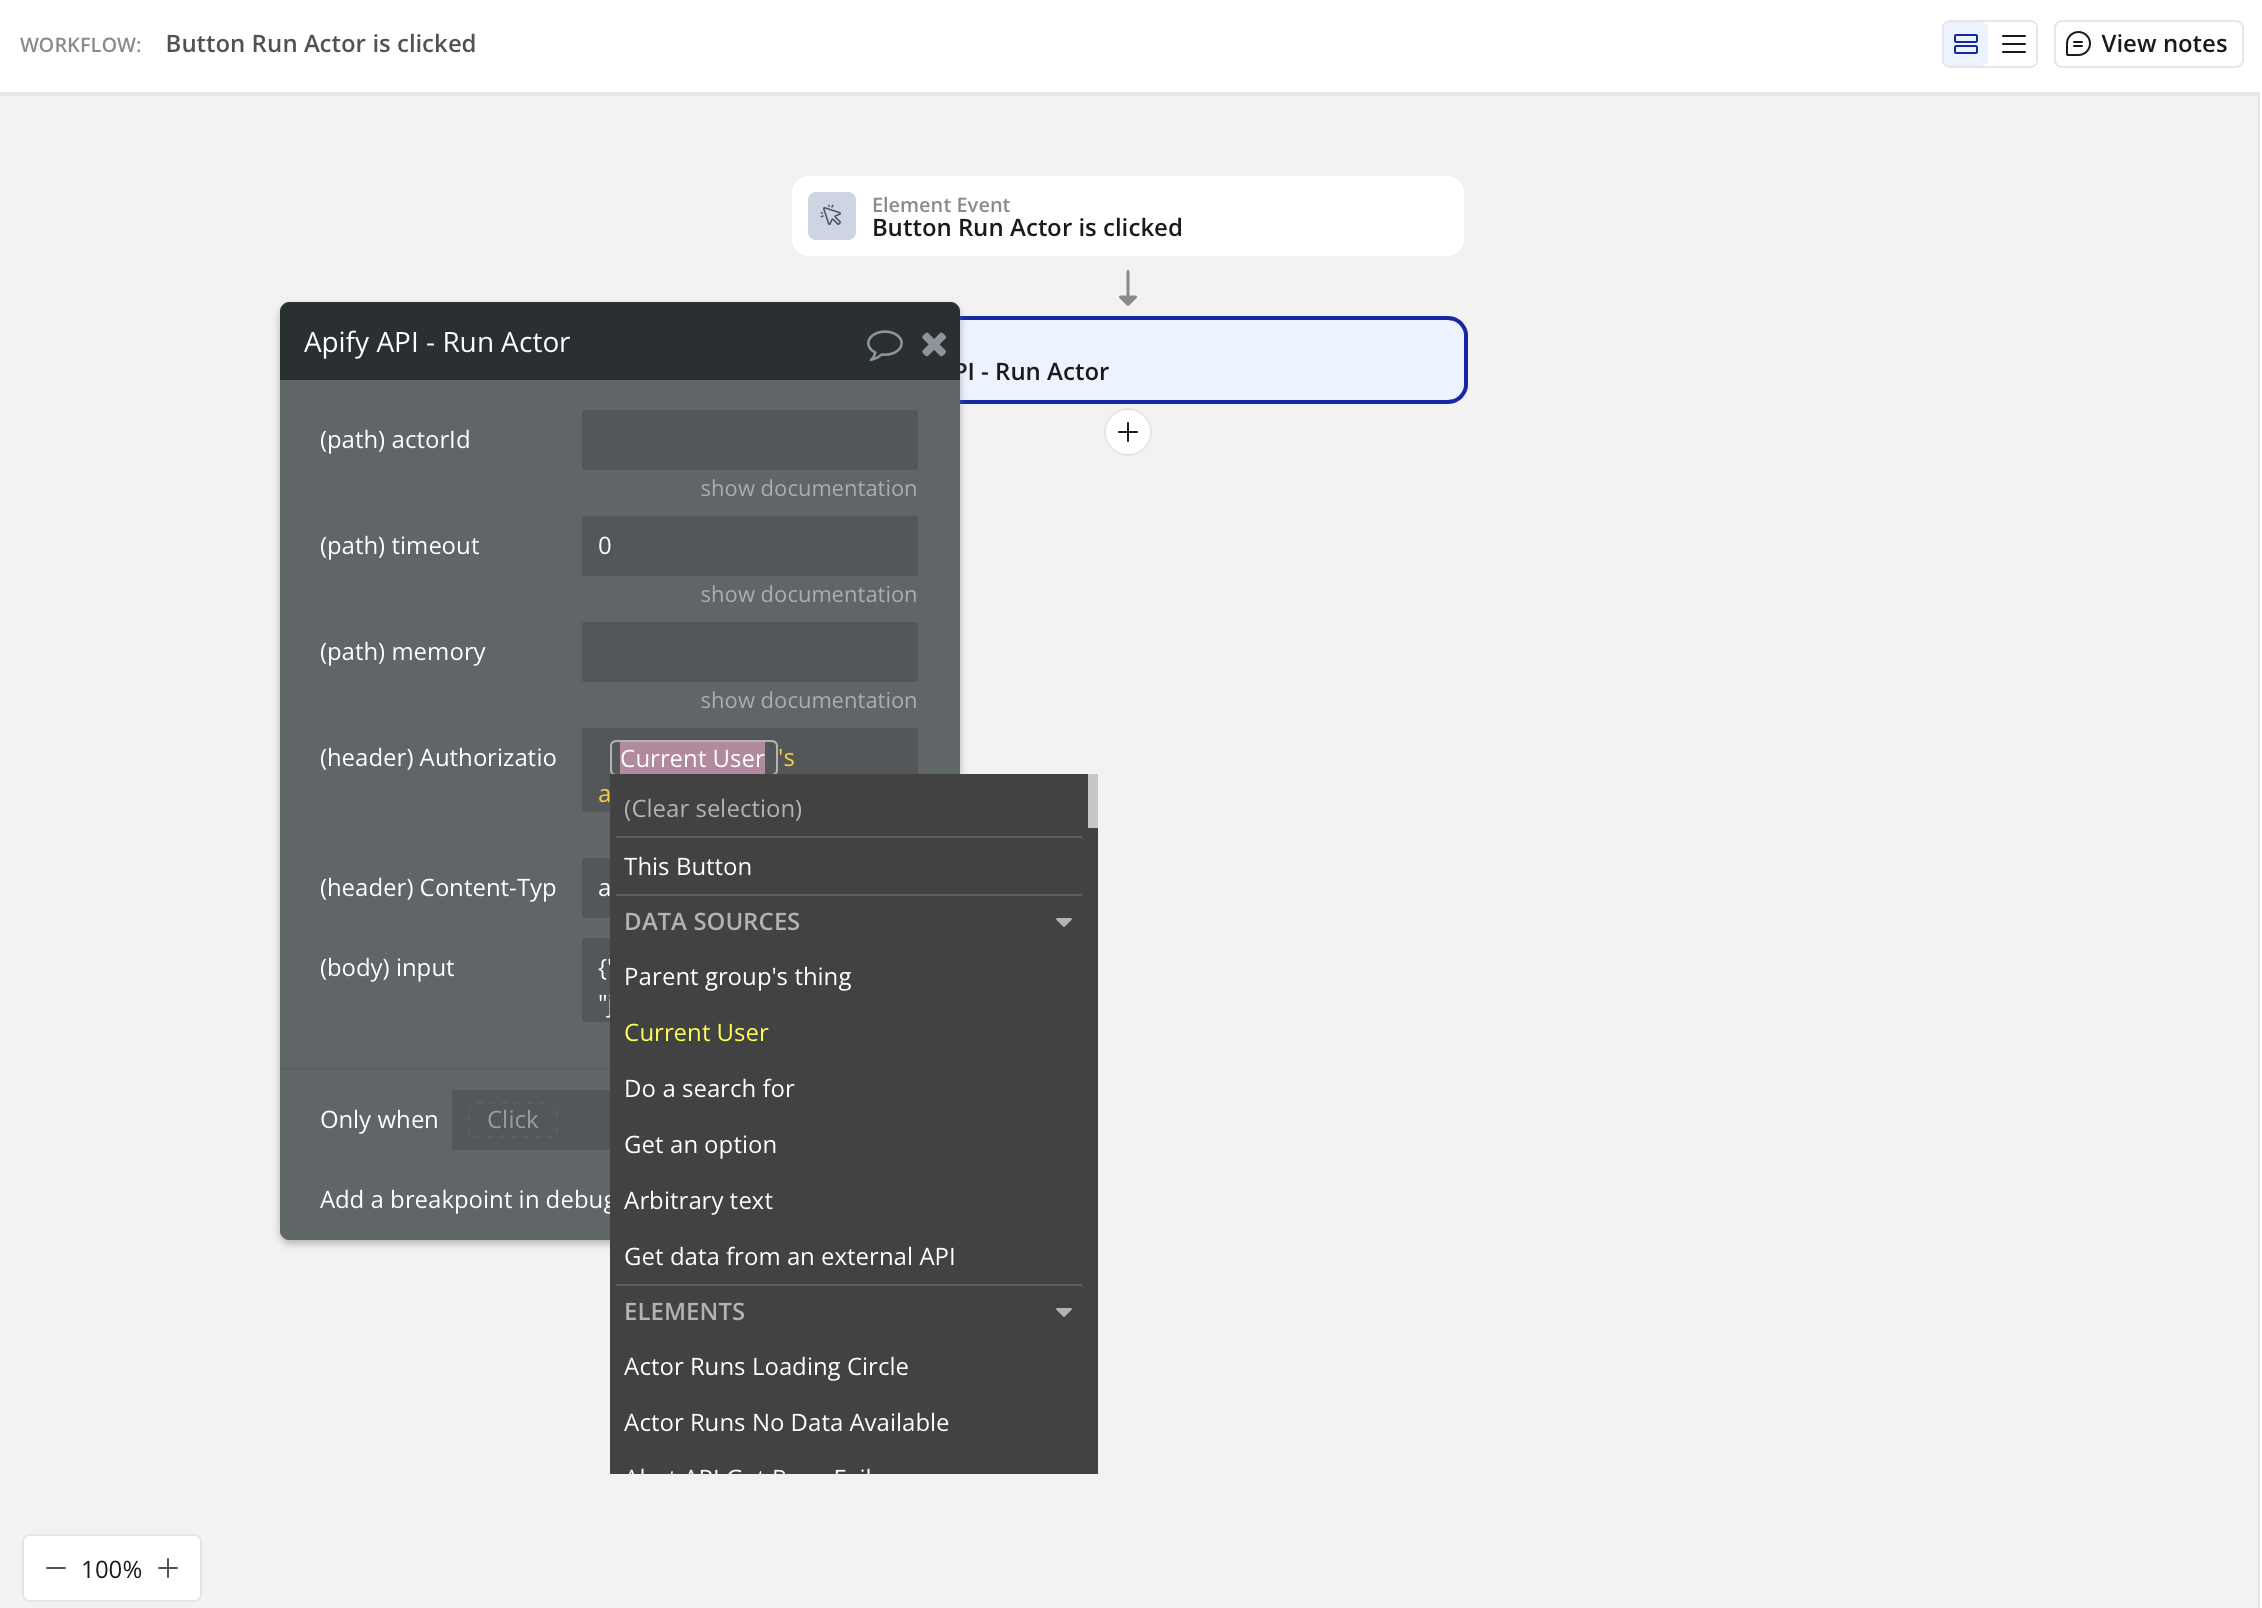 WORKFLOW: Button Run Actor is clicked
View notes
Element Event
Button Run Actor is clicked
Apify API - Run Actor
PI - Run Actor
(path) actorId
show documentation
(path) timeout 0
show documentation
(path) memory
show documentation
(header) Authorizatio Current User's
a
(Clear selection)
This Button
(header) Content-Typ a
DATA SOURCES
(body) input {"
"j
Parent group's thing
Current User
Do a search for
Only when Click
Get an option
Add a breakpoint in debug
Arbitrary text
Get data from an external API
ELEMENTS
Actor Runs Loading Circle
Actor Runs No Data Available
100%